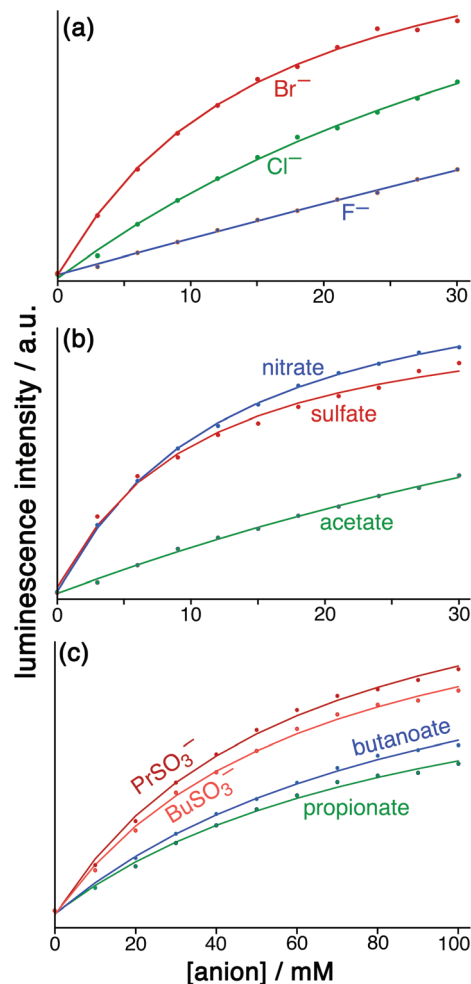 (a)
Br⁻
Cl⁻
F⁻
0 10 20 30
(b)
nitrate
sulfate
acetate
0 10 20 30
(c)
PrSO₃⁻
BuSO₃⁻
butanoate
propionate
0 20 40 60 80 100
[anion] / mM
luminescence intensity / a.u.